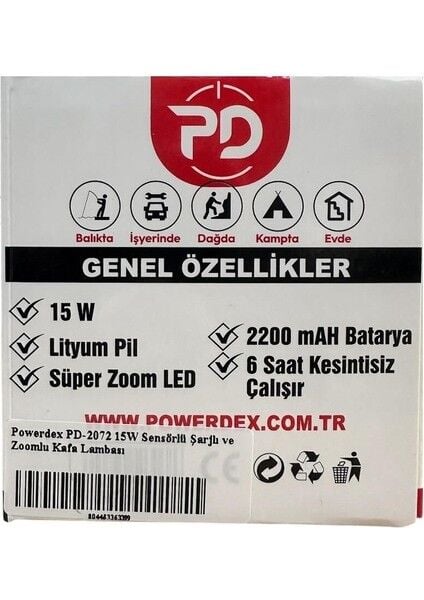 PD
Balıkta İşyerinde Dağda Kampta Evde
GENEL ÖZELLİKLER
15 W
Lityum Pil
Süper Zoom LED
2200 mAH Batarya
6 Saat Kesintisiz
Çalışır
WWW.POWERDEX.COM.TR
Powerdex PD-2072 15W Sensörlü Şarjlı ve
Zoomlu Kafa Lambası
CE